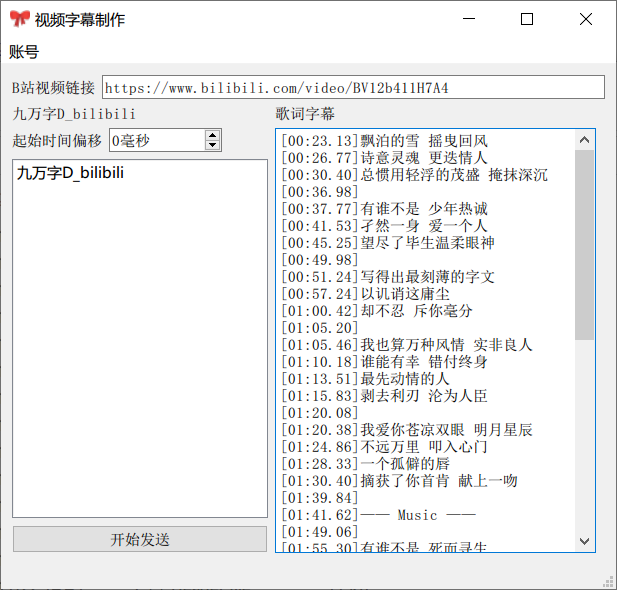 视频字幕制作
账号
B站视频链接 https://www.bilibili.com/video/BV12b411H7A4
九万字D_bilibili
起始时间偏移 0毫秒
九万字D_bilibili
开始发送
歌词字幕
[00:23.13]飘泊的雪 摇曳回风
[00:26.77]诗意灵魂 更迭情人
[00:30.40]总惯用轻浮的茂盛 掩抹深沉
[00:36.98]
[00:37.77]有谁不是 少年热诚
[00:41.53]孑然一身 爱一个人
[00:45.25]望尽了毕生温柔眼神
[00:49.98]
[00:51.24]写得出最刻薄的字文
[00:57.24]以讥诮这庸尘
[01:00.42]却不忍 斥你毫分
[01:05.20]
[01:05.46]我也算万种风情 实非良人
[01:10.18]谁能有幸 错付终身
[01:13.51]最先动情的人
[01:15.83]剥去利刃 沦为人臣
[01:20.08]
[01:20.38]我爱你苍凉双眼 明月星辰
[01:24.86]不远万里 叩入心门
[01:28.33]一个孤僻的唇
[01:30.40]摘获了你首肯 献上一吻
[01:39.84]
[01:41.62]—— Music ——
[01:49.06]
[01:55.30]有谁不是 死而寻生